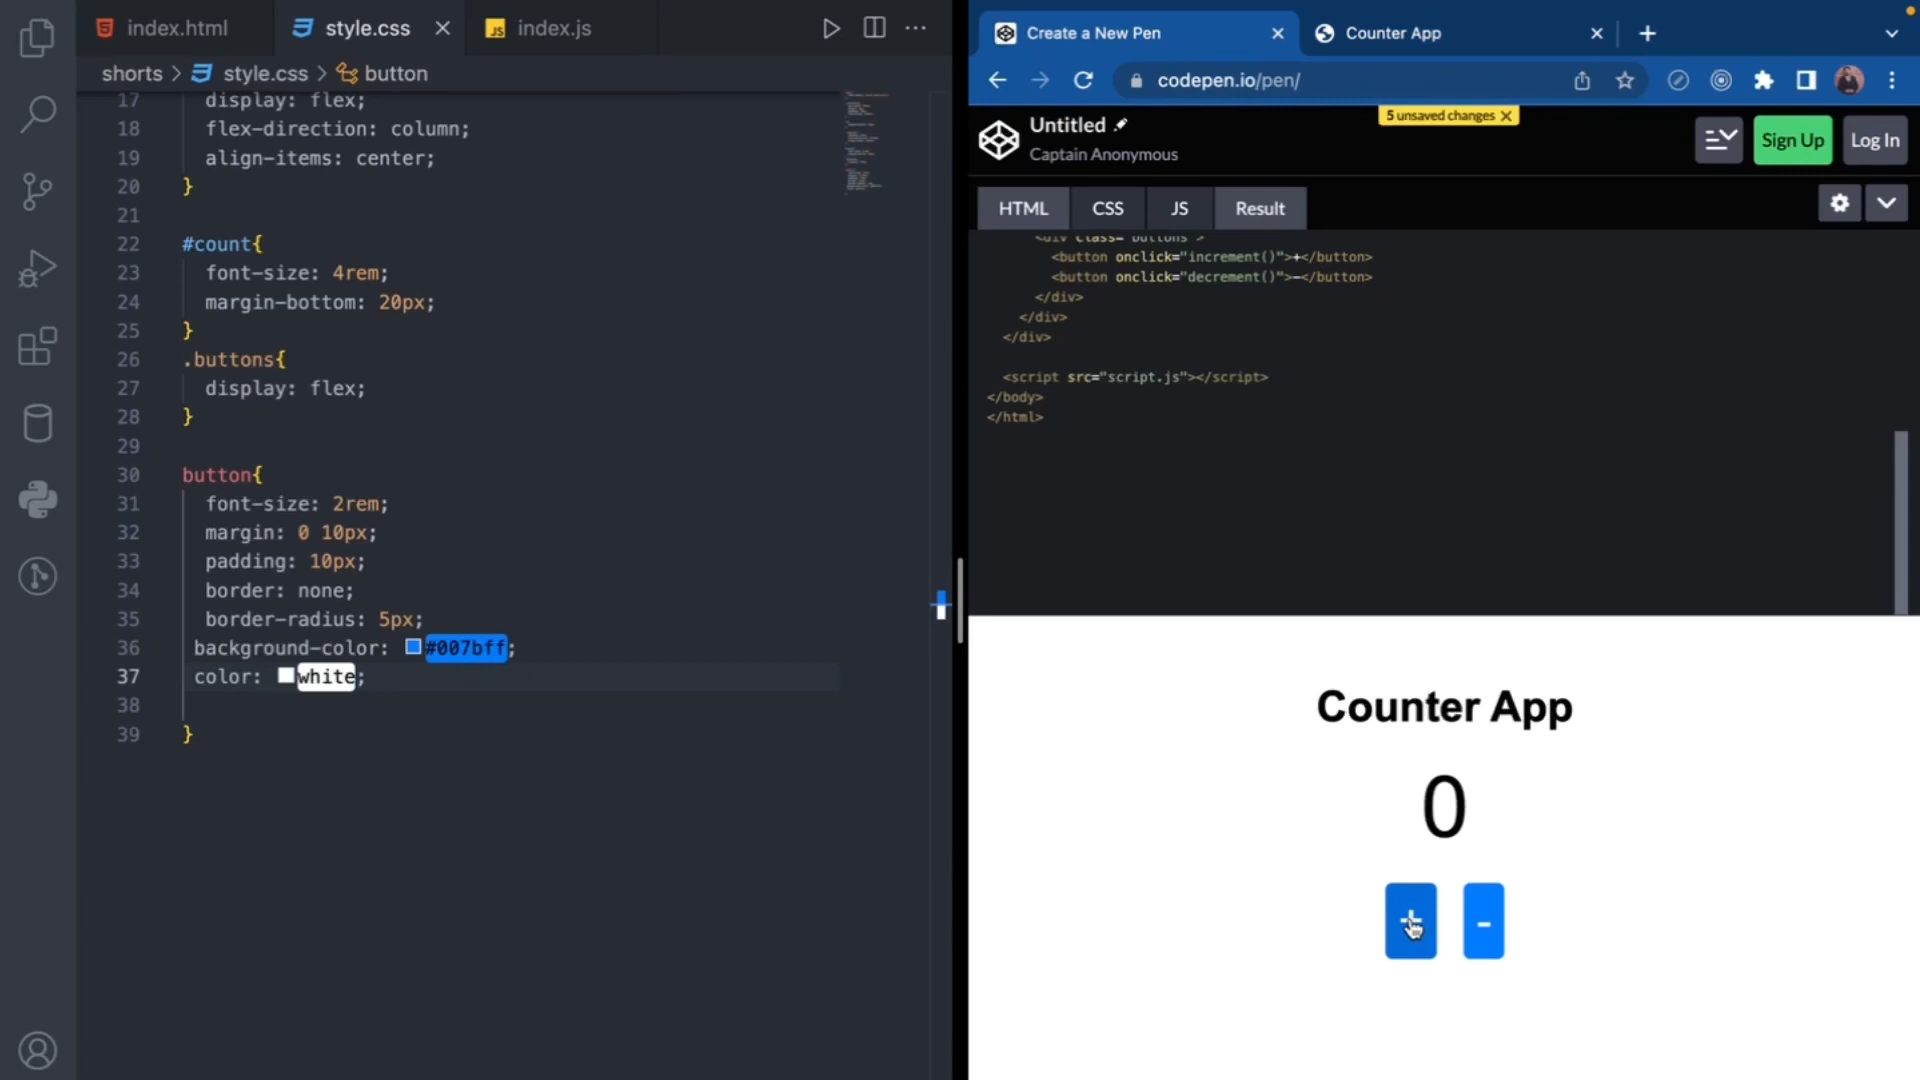 index.html
style.css
index.js
shorts > style.css > button
17 display: flex;
18 flex-direction: column;
19 align-items: center;
20 }
21
22 #count{
23 font-size: 4rem;
24 margin-bottom: 20px;
25 }
26 .buttons{
27 display: flex;
28 }
29
30 button{
31 font-size: 2rem;
32 margin: 0 10px;
33 padding: 10px;
34 border: none;
35 border-radius: 5px;
36 background-color: #007bff;
37 color: white;
38
39 }
Create a New Pen
Counter App
codepen.io/pen/
5 unsaved changes X
Untitled
Captain Anonymous
Sign Up
Log In
HTML
CSS
JS
Result
<div class="buttons">
<button onclick="increment()">+</button>
<button onclick="decrement()">-</button>
</div>
</div>
</div>
<script src="script.js"></script>
</body>
</html>
Counter App
0
+
-